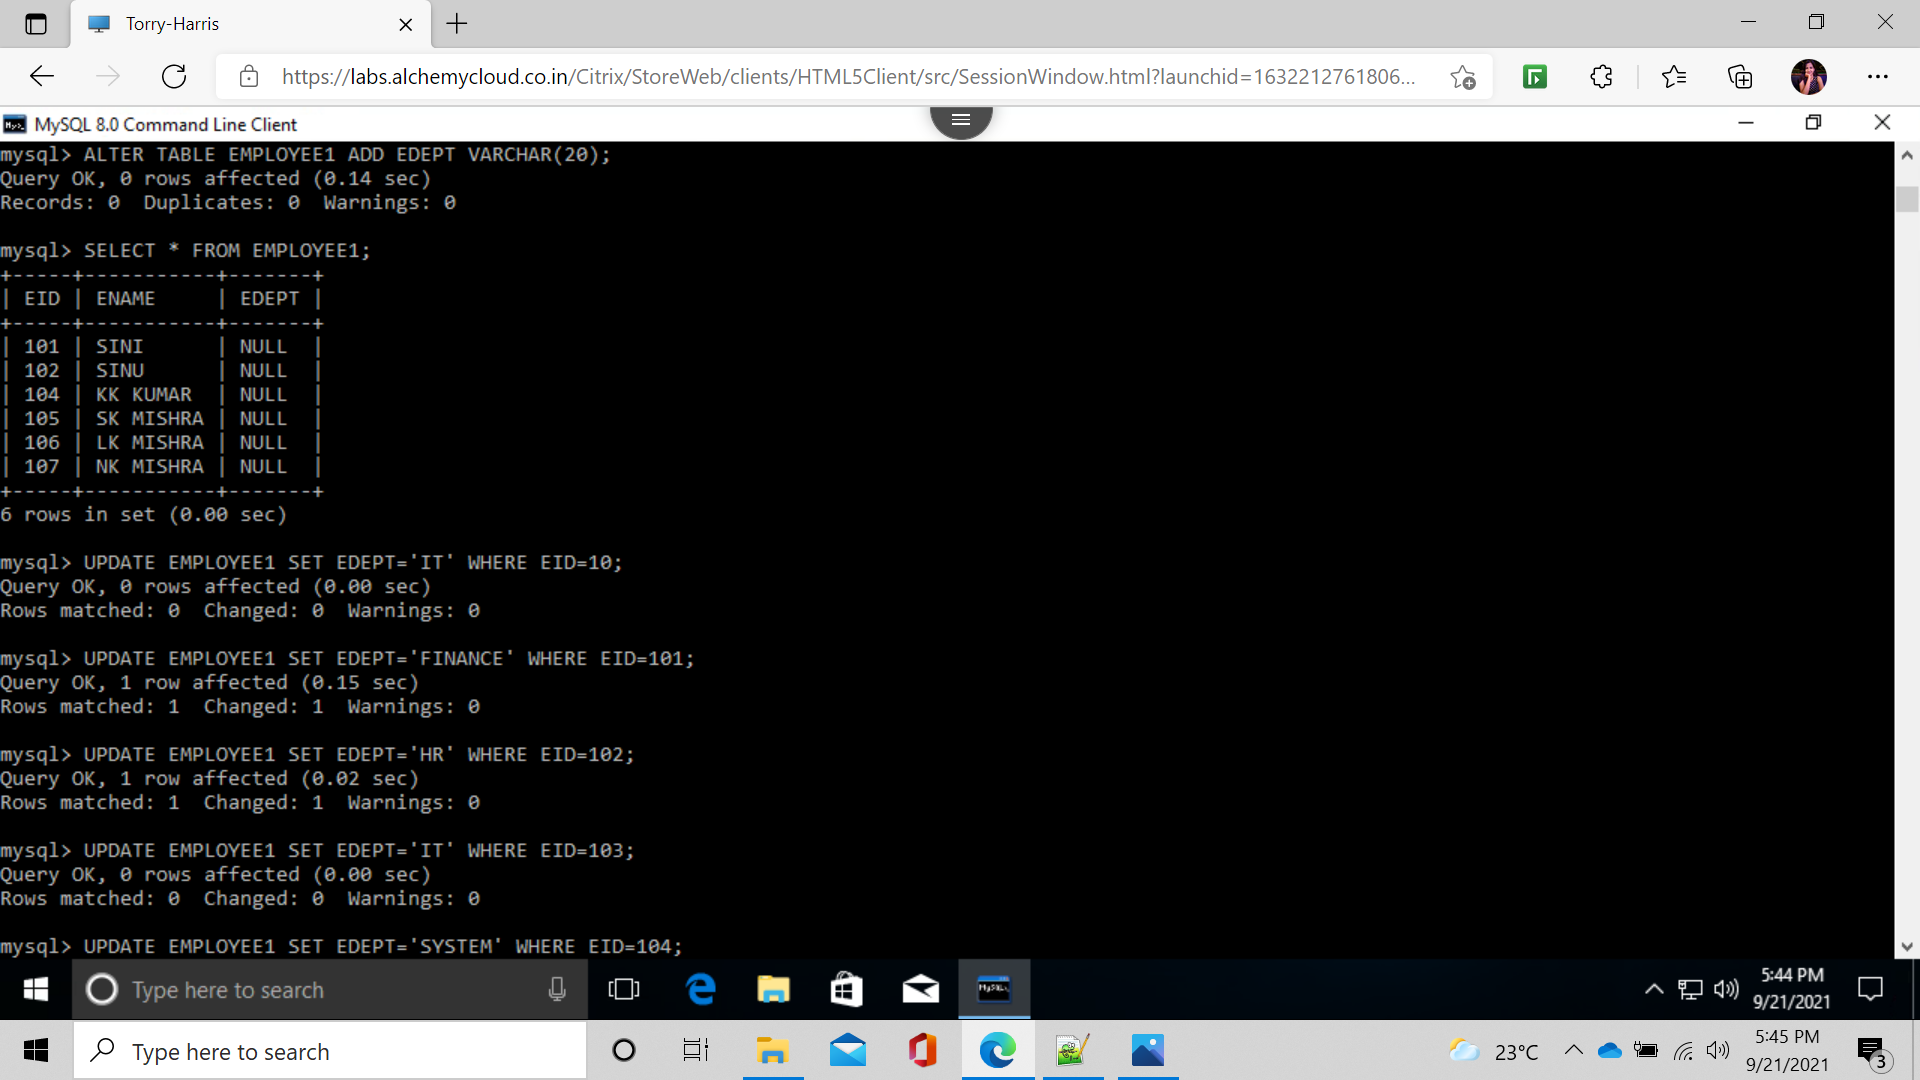 Torry-Harris
https://labs.alchemycloud.co.in/Citrix/StoreWeb/clients/HTML5Client/src/SessionWindow.html?launchid=1632212761806...
MySQL 8.0 Command Line Client
mysql> ALTER TABLE EMPLOYEE1 ADD EDEPT VARCHAR(20);
Query OK, 0 rows affected (0.14 sec)
Records: 0  Duplicates: 0  Warnings: 0
mysql> SELECT * FROM EMPLOYEE1;
+-----+-----------+-------+
| EID | ENAME     | EDEPT |
+-----+-----------+-------+
| 101 | SINI      | NULL  |
| 102 | SINU      | NULL  |
| 104 | KK KUMAR  | NULL  |
| 105 | SK MISHRA | NULL  |
| 106 | LK MISHRA | NULL  |
| 107 | NK MISHRA | NULL  |
+-----+-----------+-------+
6 rows in set (0.00 sec)
mysql> UPDATE EMPLOYEE1 SET EDEPT='IT' WHERE EID=10;
Query OK, 0 rows affected (0.00 sec)
Rows matched: 0  Changed: 0  Warnings: 0
mysql> UPDATE EMPLOYEE1 SET EDEPT='FINANCE' WHERE EID=101;
Query OK, 1 row affected (0.15 sec)
Rows matched: 1  Changed: 1  Warnings: 0
mysql> UPDATE EMPLOYEE1 SET EDEPT='HR' WHERE EID=102;
Query OK, 1 row affected (0.02 sec)
Rows matched: 1  Changed: 1  Warnings: 0
mysql> UPDATE EMPLOYEE1 SET EDEPT='IT' WHERE EID=103;
Query OK, 0 rows affected (0.00 sec)
Rows matched: 0  Changed: 0  Warnings: 0
mysql> UPDATE EMPLOYEE1 SET EDEPT='SYSTEM' WHERE EID=104;
Type here to search
5:44 PM
9/21/2021
Type here to search
23°C
5:45 PM
9/21/2021
3